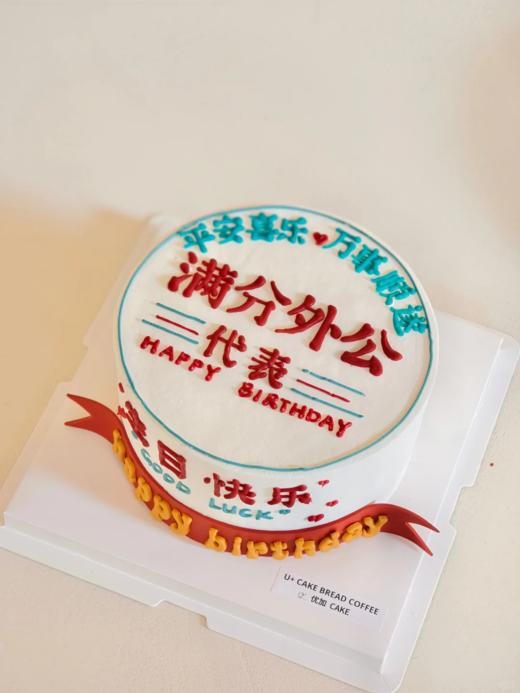 平安喜乐♥万事顺遂
满分外公
代表
HAPPY BIRTHDAY
生日·快乐
"GOOD LUCK"
happy birthday
U+ CAKE BREAD COFFEE
优加 CAKE